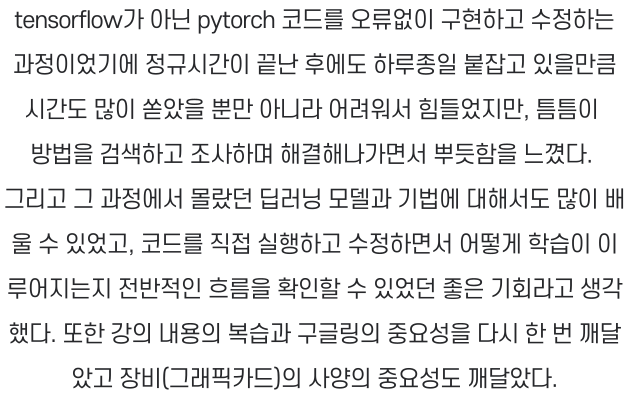 tensorflow가 아닌 pytorch 코드를 오류없이 구현하고 수정하는
과정이었기에 정규시간이 끝난 후에도 하루종일 붙잡고 있을만큼
시간도 많이 쏟았을 뿐만 아니라 어려워서 힘들었지만, 틈틈이
방법을 검색하고 조사하며 해결해나가면서 뿌듯함을 느꼈다.
그리고 그 과정에서 몰랐던 딥러닝 모델과 기법에 대해서도 많이 배
울 수 있었고, 코드를 직접 실행하고 수정하면서 어떻게 학습이 이
루어지는지 전반적인 흐름을 확인할 수 있었던 좋은 기회라고 생각
했다. 또한 강의 내용의 복습과 구글링의 중요성을 다시 한 번 깨달
았고 장비(그래픽카드)의 사양의 중요성도 깨달았다.